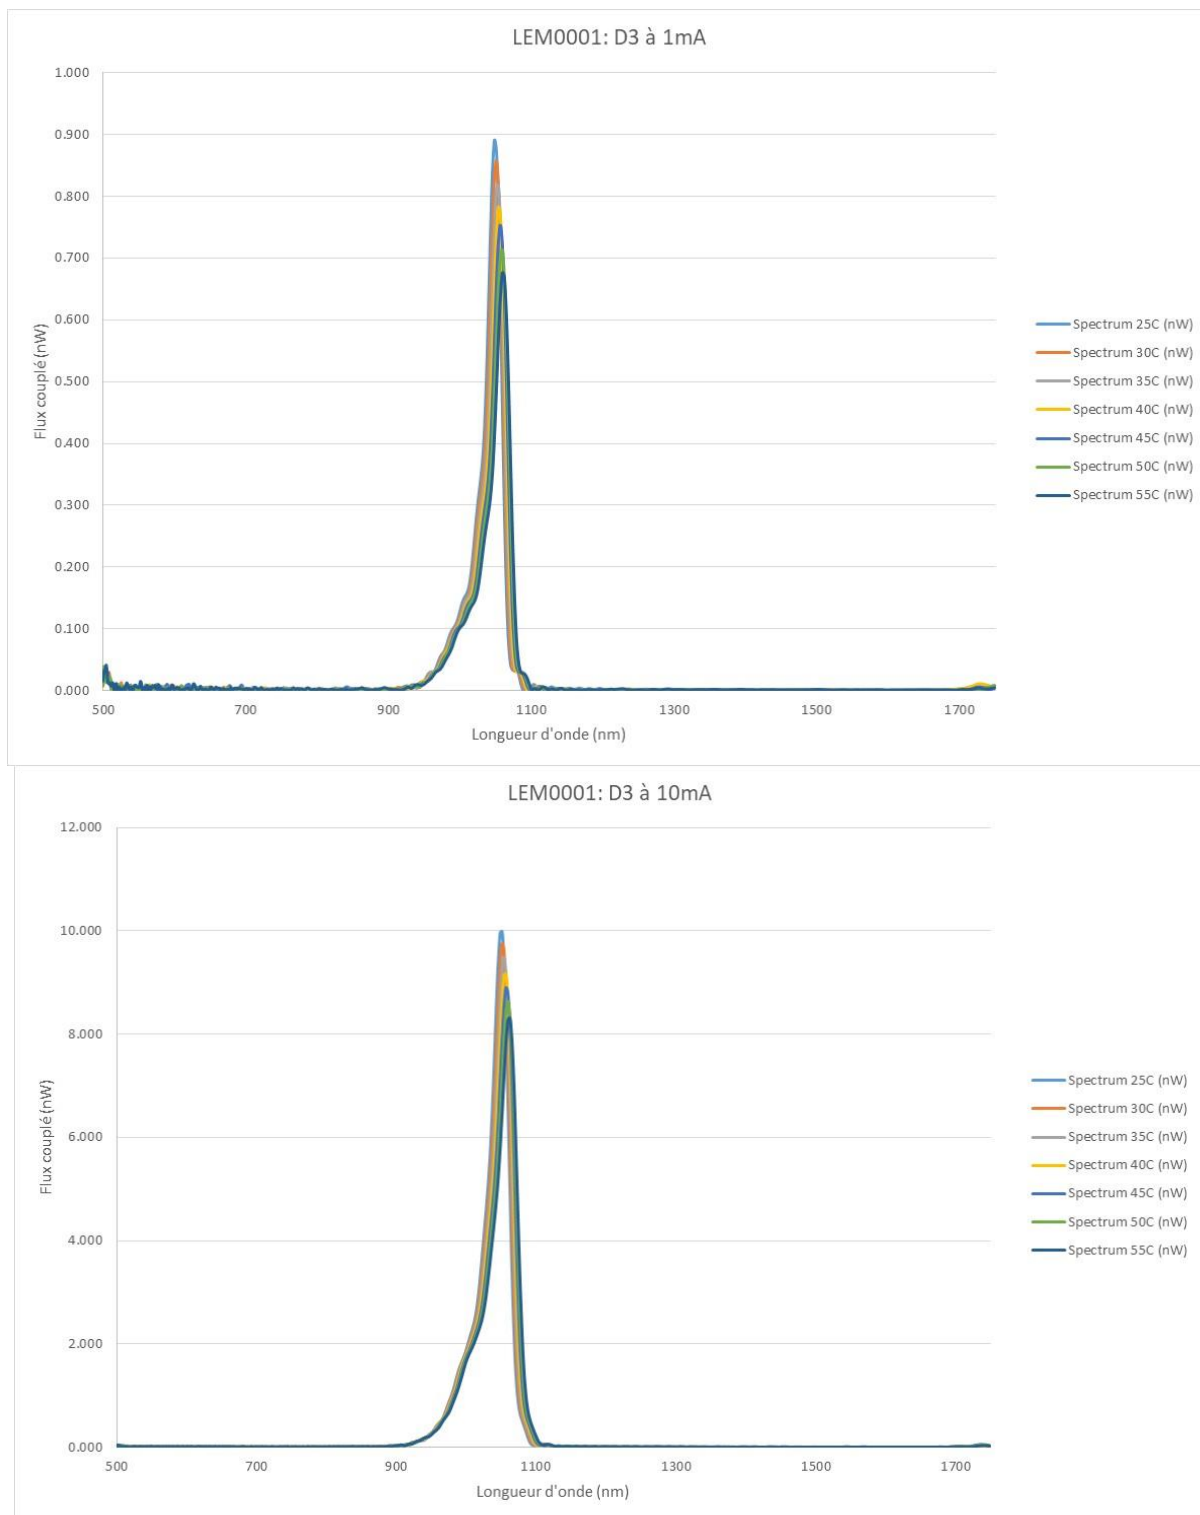 LEM0001: D3 à 1mA
1.000
0.900
0.800
0.700
0.600
0.500
0.400
0.300
0.200
0.100
0.000
Flux couplé (nW)
500 700 900 1100 1300 1500 1700
Longueur d'onde (nm)
Spectrum 25C (nW)
Spectrum 30C (nW)
Spectrum 35C (nW)
Spectrum 40C (nW)
Spectrum 45C (nW)
Spectrum 50C (nW)
Spectrum 55C (nW)
LEM0001: D3 à 10mA
12.000
10.000
8.000
6.000
4.000
2.000
0.000
Flux couplé (nW)
500 700 900 1100 1300 1500 1700
Longueur d'onde (nm)
Spectrum 25C (nW)
Spectrum 30C (nW)
Spectrum 35C (nW)
Spectrum 40C (nW)
Spectrum 45C (nW)
Spectrum 50C (nW)
Spectrum 55C (nW)